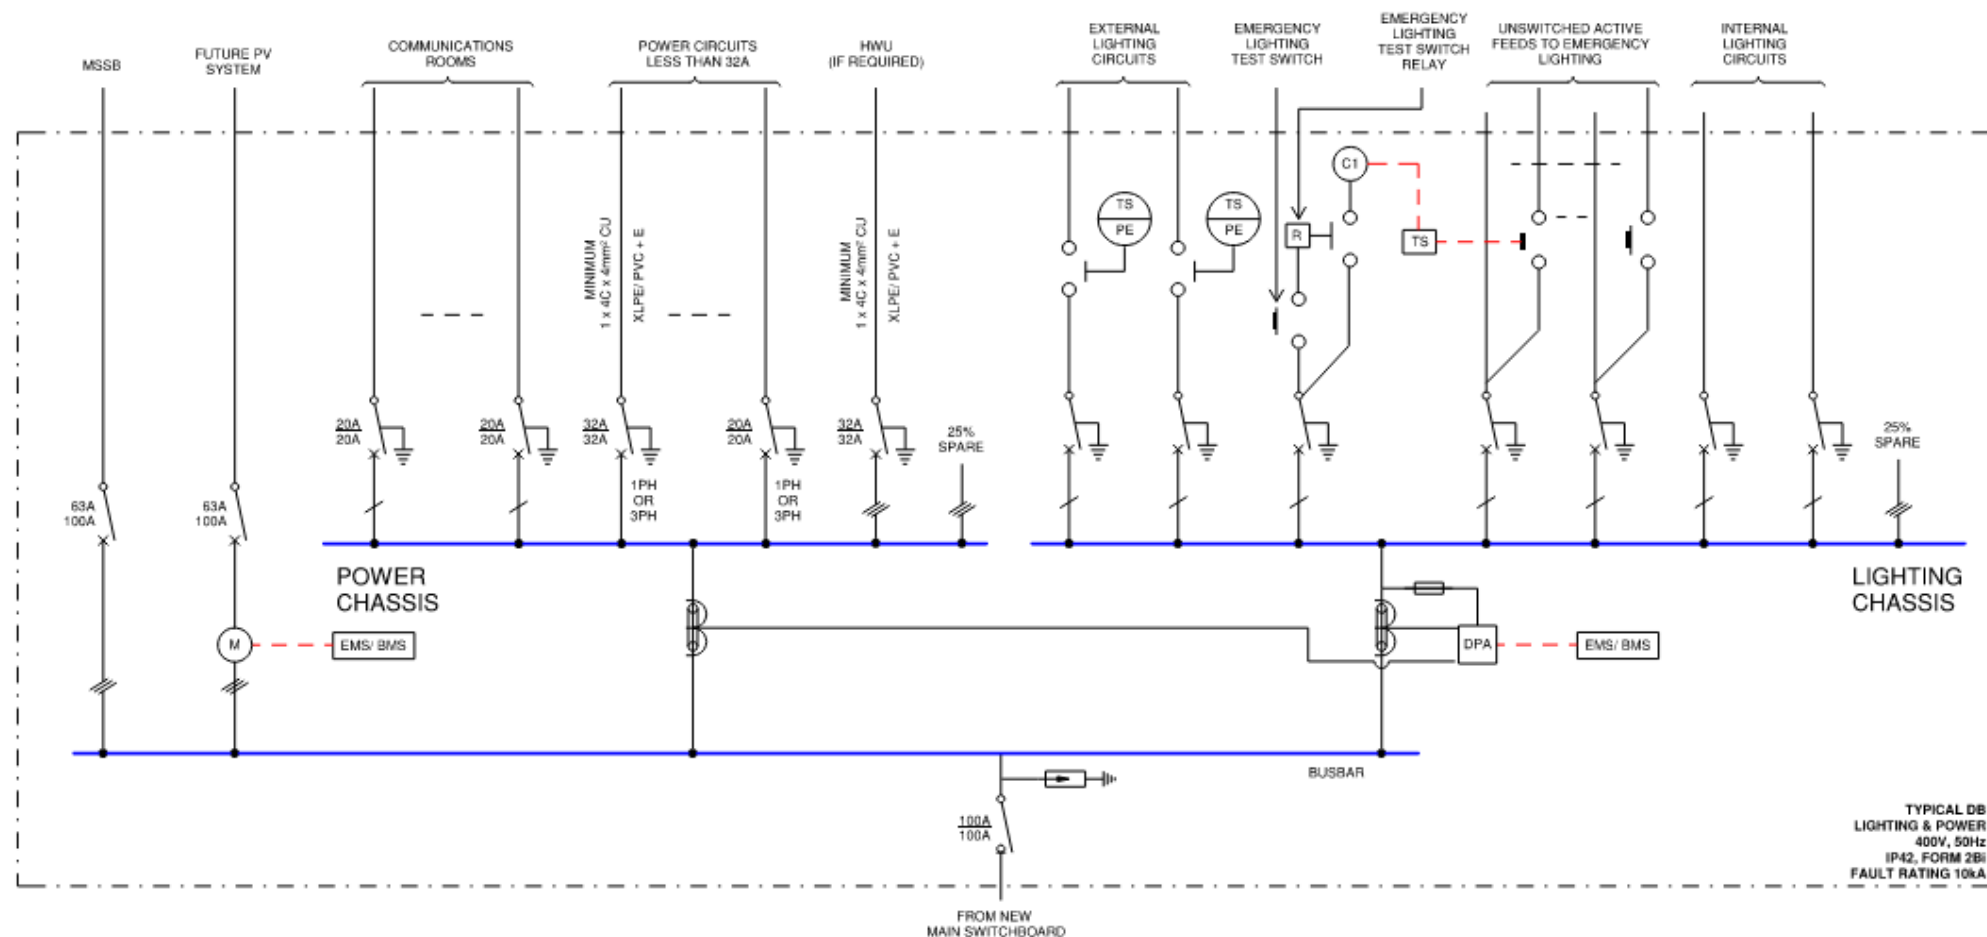 MSSB
FUTURE PV
SYSTEM
COMMUNICATIONS
ROOMS
POWER CIRCUITS
LESS THAN 32A
HWU
(IF REQUIRED)
EXTERNAL
LIGHTING
CIRCUITS
EMERGENCY
LIGHTING
TEST SWITCH
EMERGENCY
LIGHTING
TEST SWITCH
RELAY
UNSWITCHED ACTIVE
FEEDS TO EMERGENCY
LIGHTING
INTERNAL
LIGHTING
CIRCUITS
C1
TS
PE
TS
PE
R
TS
MINIMUM
1 x 4C x 4mm² CU
XLPE/ PVC + E
MINIMUM
1 x 4C x 4mm² CU
XLPE/ PVC + E
20A
20A
20A
20A
32A
32A
20A
20A
32A
32A
25%
SPARE
25%
SPARE
63A
100A
63A
100A
1PH
OR
3PH
1PH
OR
3PH
POWER
CHASSIS
LIGHTING
CHASSIS
M
EMS/ BMS
DPA
EMS/ BMS
BUSBAR
100A
100A
TYPICAL DB
LIGHTING & POWER
400V, 50Hz
IP42, FORM 2Bi
FAULT RATING 10kA
FROM NEW
MAIN SWITCHBOARD